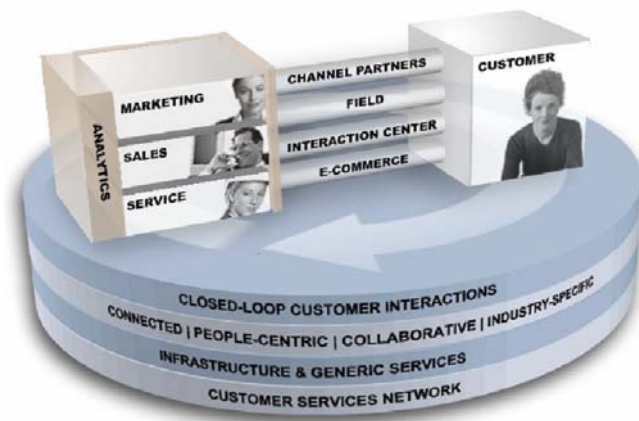 ANALYTICS
MARKETING
SALES
SERVICE
CHANNEL PARTNERS
FIELD
INTERACTION CENTER
E-COMMERCE
CUSTOMER
CLOSED-LOOP CUSTOMER INTERACTIONS
CONNECTED | PEOPLE-CENTRIC | COLLABORATIVE | INDUSTRY-SPECIFIC
INFRASTRUCTURE & GENERIC SERVICES
CUSTOMER SERVICES NETWORK